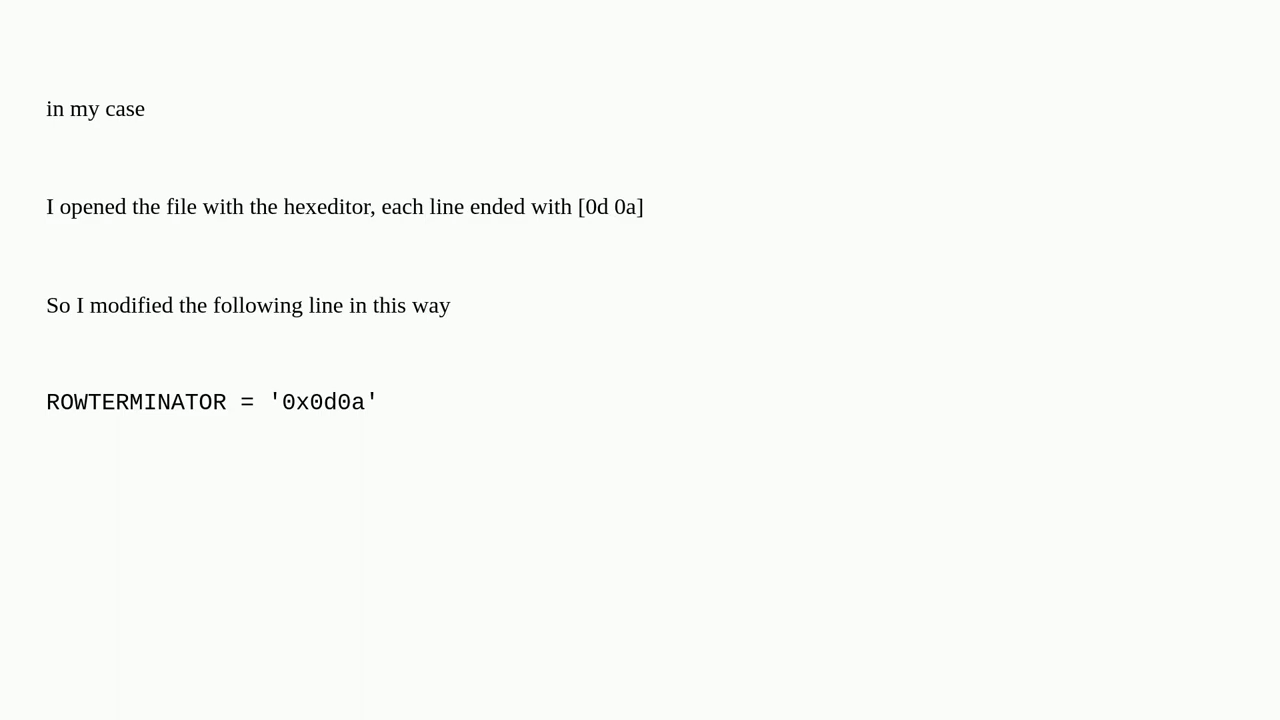 in my case
I opened the file with the hexeditor, each line ended with [0d 0a]
So I modified the following line in this way
ROWTERMINATOR = '0x0d0a'